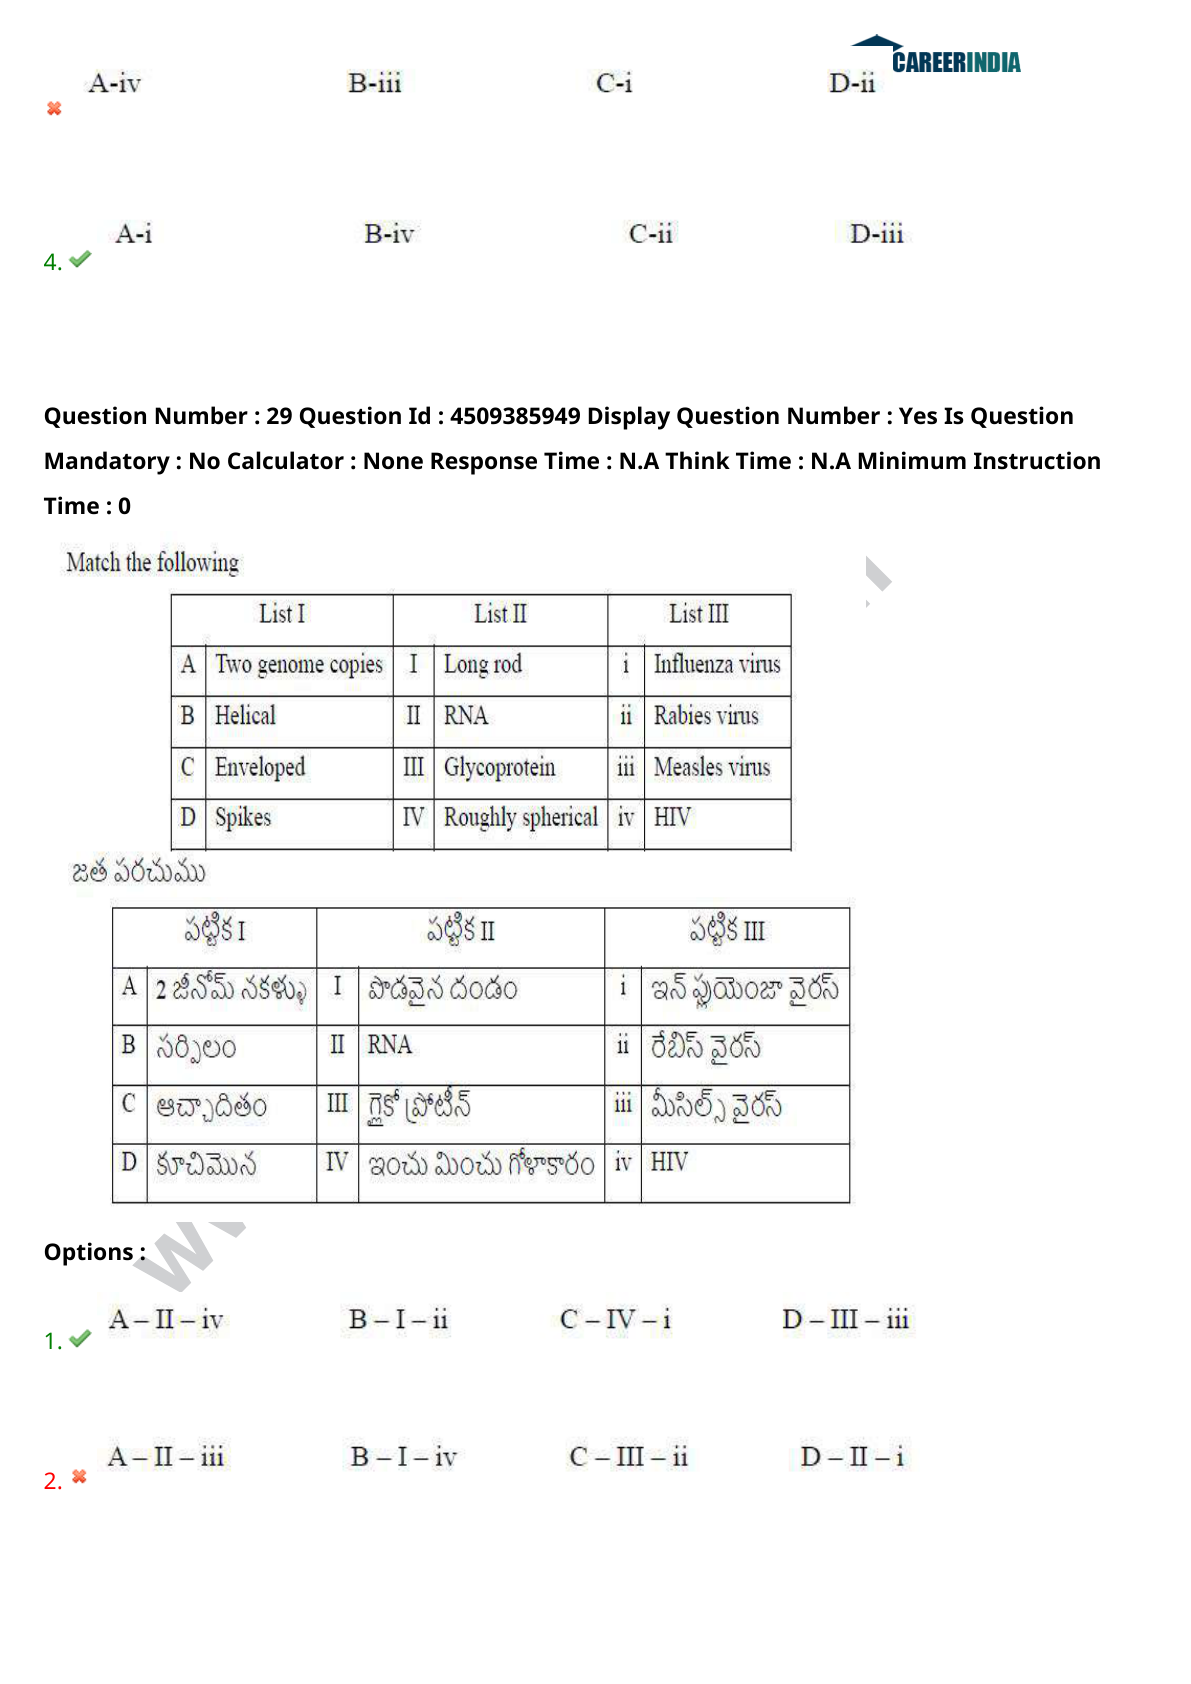 CAREERINDIA
A-iv B-iii C-i D-ii
A-i B-iv C-ii D-iii
4.
Question Number : 29 Question Id : 4509385949 Display Question Number : Yes Is Question
Mandatory : No Calculator : None Response Time : N.A Think Time : N.A Minimum Instruction
Time : 0
Match the following
List I List II List III
A Two genome copies I Long rod i Influenza virus
B Helical II RNA ii Rabies virus
C Enveloped III Glycoprotein iii Measles virus
D Spikes IV Roughly spherical iv HIV
జత పరచుము
పట్టిక I పట్టిక II పట్టిక III
A 2 జీనోమ్ నకళ్ళు I పొడవైన దండం i ఇన్ ఫ్లుయెంజా వైరస్
B సర్పిలం II RNA ii రేబిస్ వైరస్
C ఆచ్ఛాదితం III గ్లైకో ప్రోటీన్ iii మీసిల్స్ వైరస్
D కూచిమొన IV ఇంచు మించు గోళాకారం iv HIV
Options :
A – II – iv B – I – ii C – IV – i D – III – iii
1.
A – II – iii B – I – iv C – III – ii D – II – i
2.